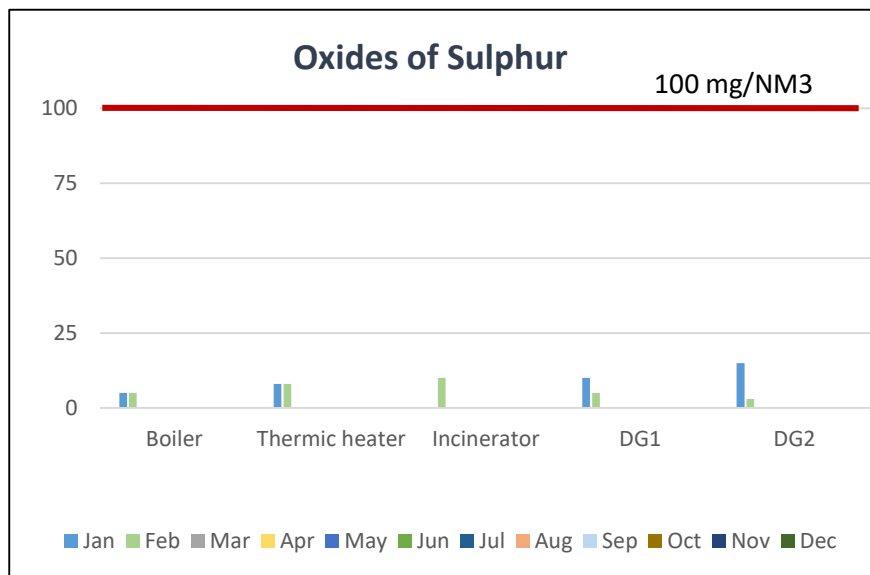 Oxides of Sulphur
100 mg/NM3
100
75
50
25
0
Boiler Thermic heater Incinerator DG1 DG2
Jan Feb Mar Apr May Jun Jul Aug Sep Oct Nov Dec